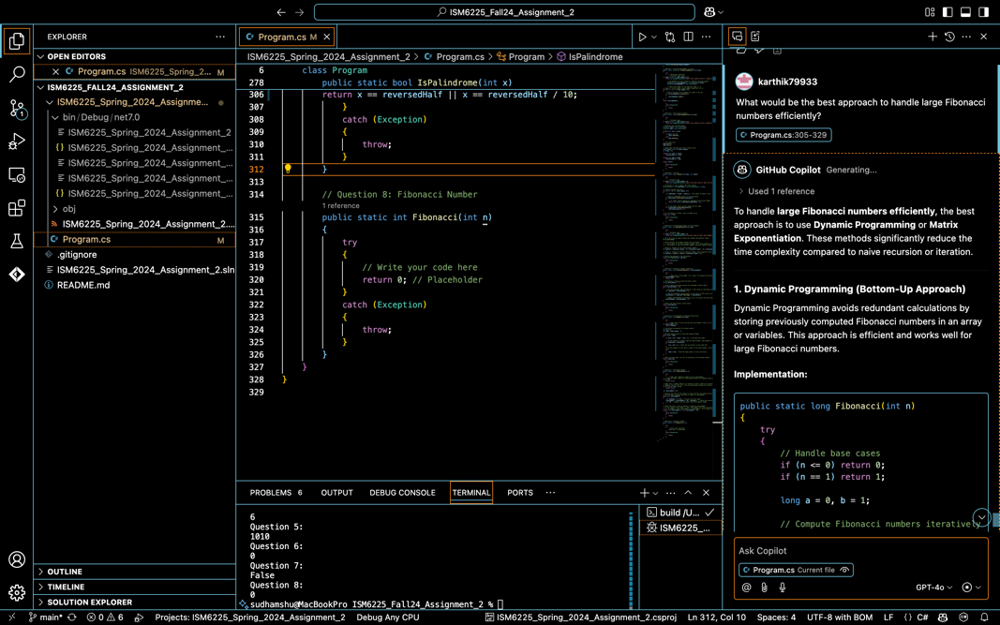 ISM6225_Fall24_Assignment_2
EXPLORER
OPEN EDITORS
Program.cs ISM6225_Spring_2... M
ISM6225_FALL24_ASSIGNMENT_2
ISM6225_Spring_2024_Assignme...
bin / Debug / net7.0
ISM6225_Spring_2024_Assignment_2
{} ISM6225_Spring_2024_Assignment_...
ISM6225_Spring_2024_Assignment_...
ISM6225_Spring_2024_Assignment_...
{} ISM6225_Spring_2024_Assignment_...
obj
ISM6225_Spring_2024_Assignment_2....
Program.cs M
.gitignore
ISM6225_Spring_2024_Assignment_2.sln
README.md
OUTLINE
TIMELINE
SOLUTION EXPLORER
1
Program.cs M
ISM6225_Spring_2024_Assignment_2 > Program.cs > Program > IsPalindrome
6 class Program
278 public static bool IsPalindrome(int x)
306 return x == reversedHalf || x == reversedHalf / 10;
307 }
308 catch (Exception)
309 {
310 throw;
311 }
312 }
313
314 // Question 8: Fibonacci Number
1 reference
315 public static int Fibonacci(int n)
316 {
317 try
318 {
319 // Write your code here
320 return 0; // Placeholder
321 }
322 catch (Exception)
323 {
324 throw;
325 }
326 }
327 }
328 }
329
PROBLEMS 6 OUTPUT DEBUG CONSOLE TERMINAL PORTS ...
6
Question 5:
1010
Question 6:
0
Question 7:
False
Question 8:
0
sudhamshu@MacBookPro ISM6225_Fall24_Assignment_2 %
build /U...
ISM6225_...
karthik79933
What would be the best approach to handle large Fibonacci
numbers efficiently?
Program.cs:305-329
GitHub Copilot Generating...
Used 1 reference
To handle large Fibonacci numbers efficiently, the best
approach is to use Dynamic Programming or Matrix
Exponentiation. These methods significantly reduce the
time complexity compared to naive recursion or iteration.
1. Dynamic Programming (Bottom-Up Approach)
Dynamic Programming avoids redundant calculations by
storing previously computed Fibonacci numbers in an array
or variables. This approach is efficient and works well for
large Fibonacci numbers.
Implementation:
public static long Fibonacci(int n)
{
try
{
// Handle base cases
if (n <= 0) return 0;
if (n == 1) return 1;
long a = 0, b = 1;
// Compute Fibonacci numbers iteratively
Ask Copilot
Program.cs Current file
@ GPT-4o
main* 0 6 Projects: ISM6225_Spring_2024_Assignment_2 Debug Any CPU ISM6225_Spring_2024_Assignment_2.csproj Ln 312, Col 10 Spaces: 4 UTF-8 with BOM LF {} C#